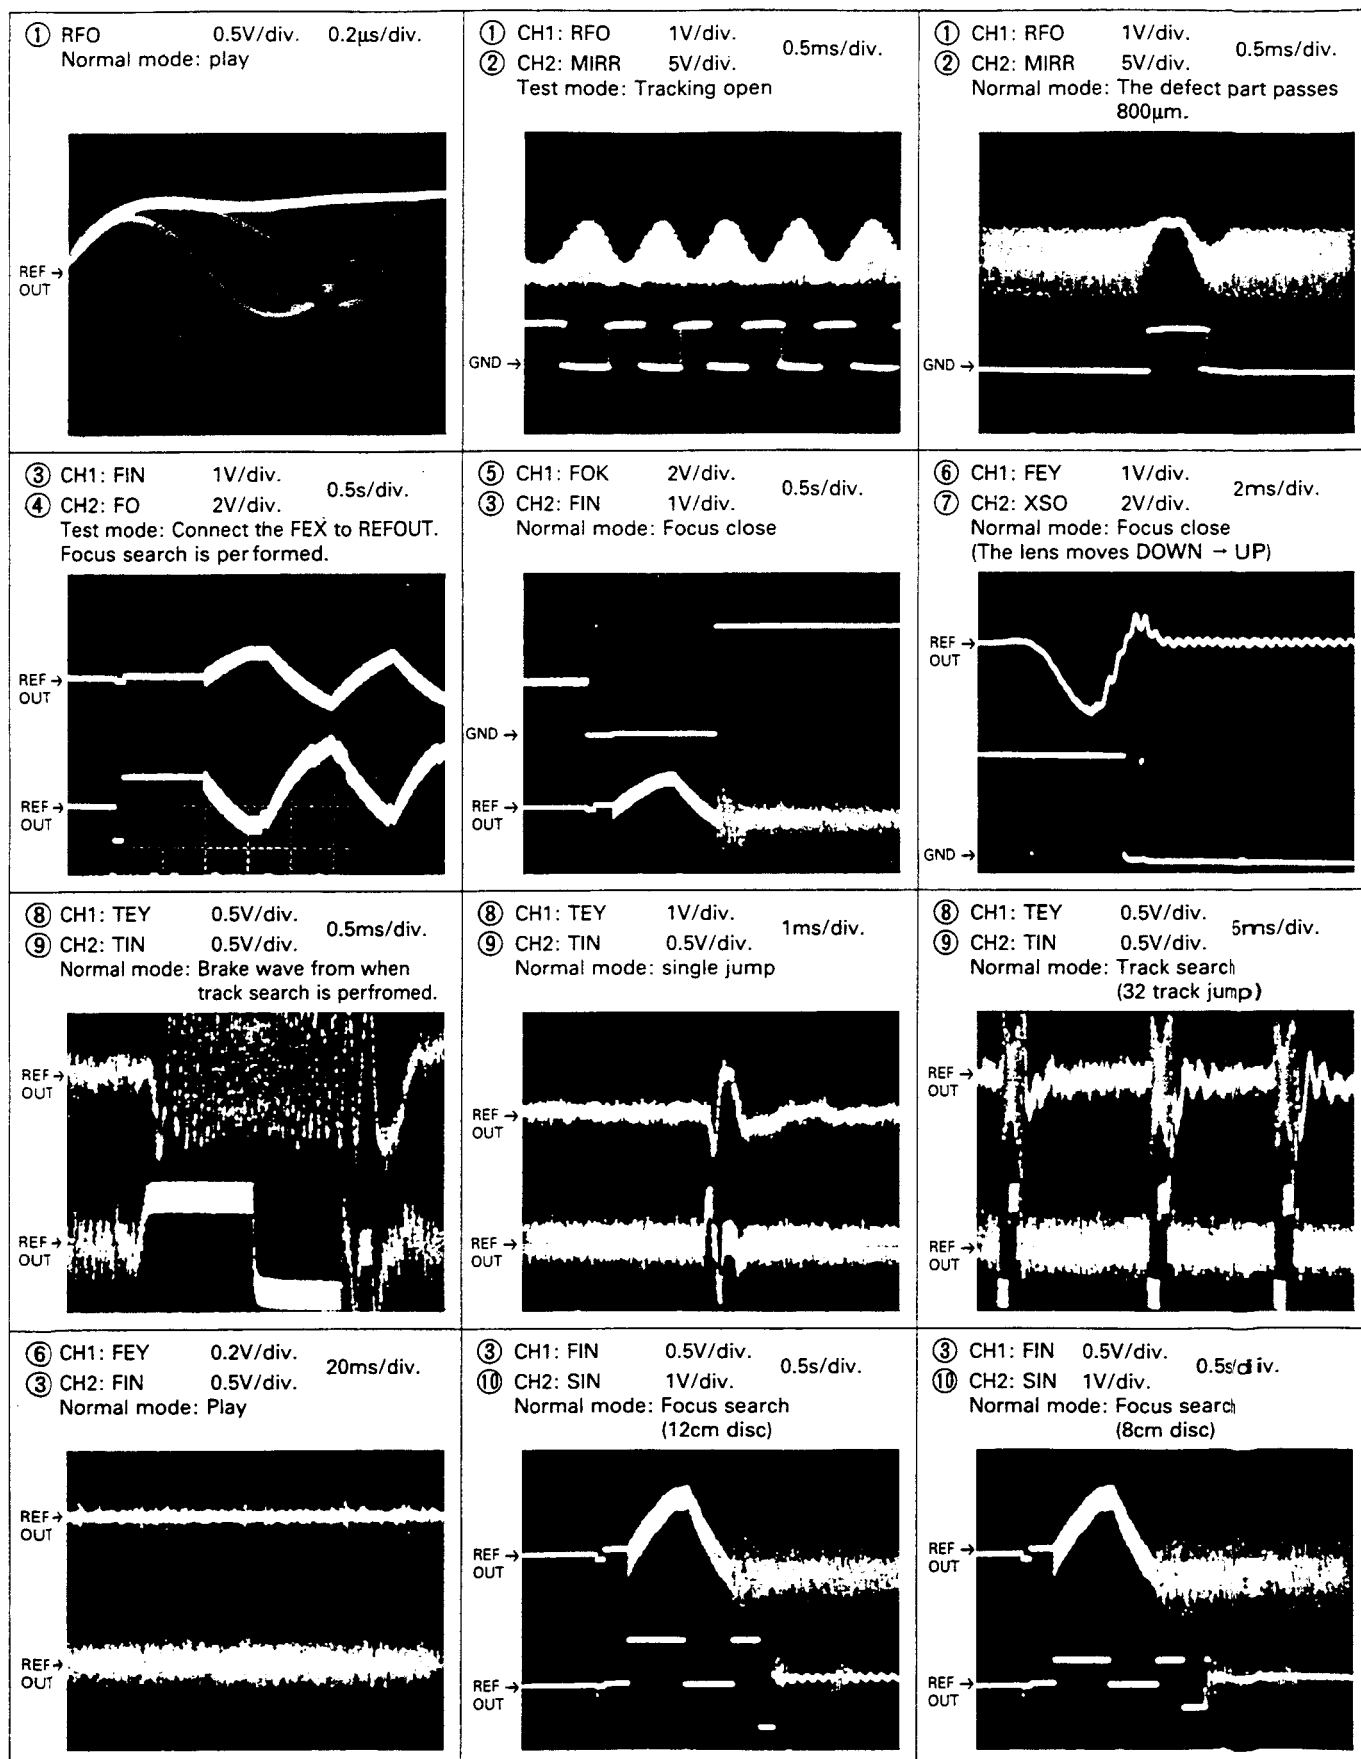 ① RFO 0.5V/div. 0.2µs/div.
Normal mode: play
REF →
OUT
① CH1: RFO 1V/div. 0.5ms/div.
② CH2: MIRR 5V/div.
Test mode: Tracking open
GND →
① CH1: RFO 1V/div. 0.5ms/div.
② CH2: MIRR 5V/div.
Normal mode: The defect part passes
800µm.
GND →
③ CH1: FIN 1V/div. 0.5s/div.
④ CH2: FO 2V/div.
Test mode: Connect the FEX to REFOUT.
Focus search is performed.
REF →
OUT
REF →
OUT
⑤ CH1: FOK 2V/div. 0.5s/div.
③ CH2: FIN 1V/div.
Normal mode: Focus close
GND →
REF →
OUT
⑥ CH1: FEY 1V/div. 2ms/div.
⑦ CH2: XSO 2V/div.
Normal mode: Focus close
(The lens moves DOWN → UP)
REF →
OUT
GND →
⑧ CH1: TEY 0.5V/div. 0.5ms/div.
⑨ CH2: TIN 0.5V/div.
Normal mode: Brake wave from when
track search is perfromed.
REF →
OUT
REF →
OUT
⑧ CH1: TEY 1V/div. 1ms/div.
⑨ CH2: TIN 0.5V/div.
Normal mode: single jump
REF →
OUT
REF →
OUT
⑧ CH1: TEY 0.5V/div. 5ms/div.
⑨ CH2: TIN 0.5V/div.
Normal mode: Track search
(32 track jump)
REF →
OUT
REF →
OUT
⑥ CH1: FEY 0.2V/div. 20ms/div.
③ CH2: FIN 0.5V/div.
Normal mode: Play
REF →
OUT
REF →
OUT
③ CH1: FIN 0.5V/div. 0.5s/div.
⑩ CH2: SIN 1V/div.
Normal mode: Focus search
(12cm disc)
REF →
OUT
REF →
OUT
③ CH1: FIN 0.5V/div. 0.5s/div.
⑩ CH2: SIN 1V/div.
Normal mode: Focus search
(8cm disc)
REF →
OUT
REF →
OUT